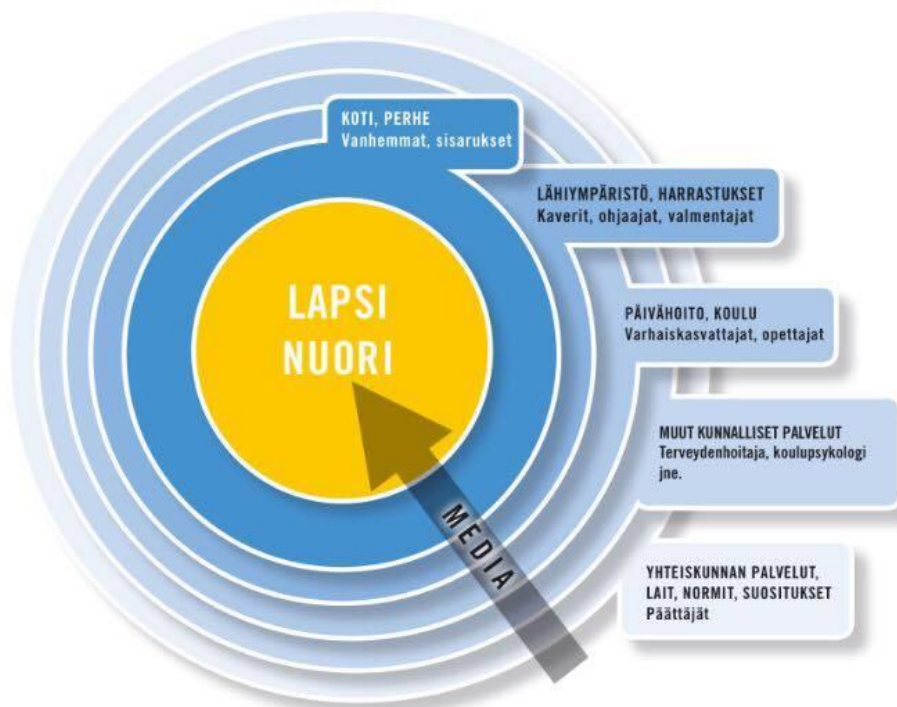 KOTI, PERHE
Vanhemmat, sisarukset
LÄHIYMPÄRISTÖ, HARRASTUKSET
Kaverit, ohjaajat, valmentajat
LAPSI
NUORI
PÄIVÄHOITO, KOULU
Varhaiskasvattajat, opettajat
MUUT KUNNALLISET PALVELUT
Terveydenhoitaja, koulupsykologi
jne.
MEDIA
YHTEISKUNNAN PALVELUT,
LAIT, NORMIT, SUOSITUKSET
Päättäjät